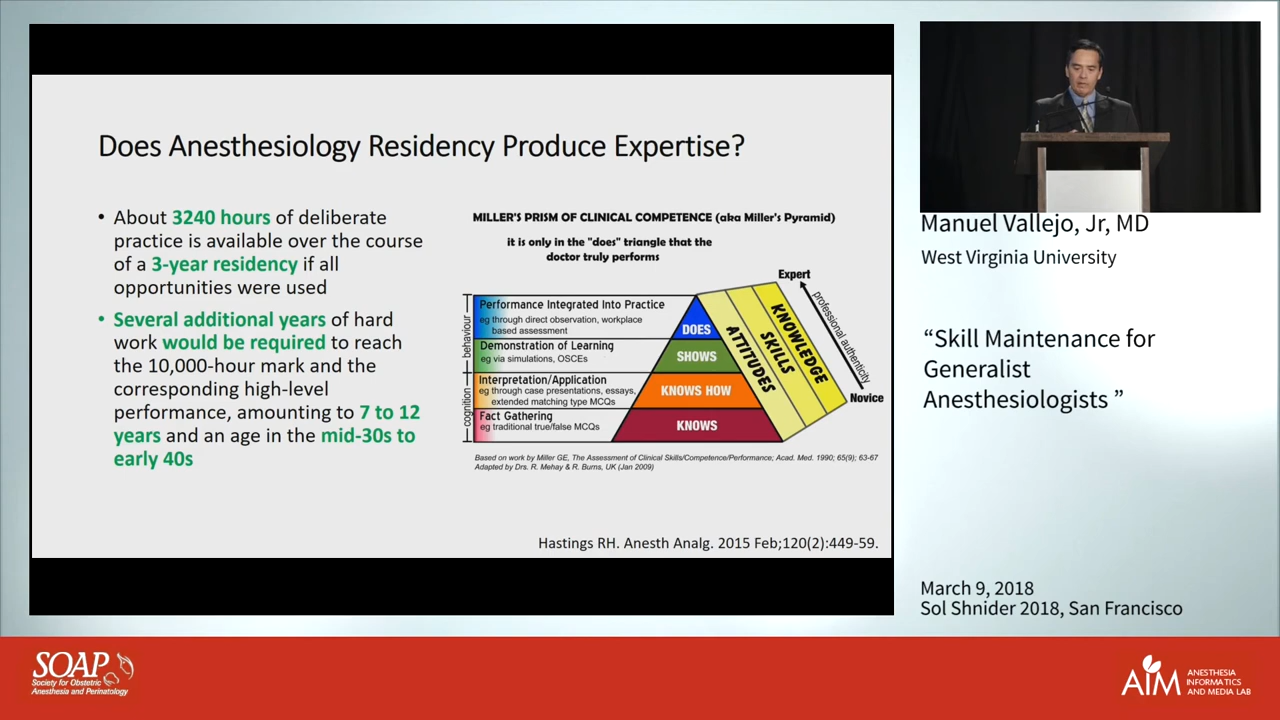 Does Anesthesiology Residency Produce Expertise?
• About 3240 hours of deliberate
practice is available over the course
of a 3-year residency if all
opportunities were used
• Several additional years of hard
work would be required to reach
the 10,000-hour mark and the
corresponding high-level
performance, amounting to 7 to 12
years and an age in the mid-30s to
early 40s
MILLER'S PRISM OF CLINICAL COMPETENCE (aka Miller's Pyramid)
it is only in the "does" triangle that the
doctor truly performs
behaviour
cognition
Performance Integrated Into Practice
eg through direct observation, workplace
based assessment
Demonstration of Learning
eg via simulations, OSCEs
Interpretation/Application
eg through case presentations, essays,
extended matching type MCQs
Fact Gathering
eg traditional true/false MCQs
DOES
SHOWS
KNOWS HOW
KNOWS
ATTITUDES
SKILLS
KNOWLEDGE
Expert
professional authenticity
Novice
Based on work by Miller GE, The Assessment of Clinical Skills/Competence/Performance; Acad. Med. 1990; 65(9); 63-67
Adapted by Drs. R. Mehay & R. Burns, UK (Jan 2009)
Hastings RH. Anesth Analg. 2015 Feb;120(2):449-59.
Manuel Vallejo, Jr, MD
West Virginia University
“Skill Maintenance for
Generalist
Anesthesiologists ”
March 9, 2018
Sol Shnider 2018, San Francisco
SOAP
Society for Obstetric
Anesthesia and Perinatology
AIM
ANESTHESIA
INFORMATICS
AND MEDIA LAB